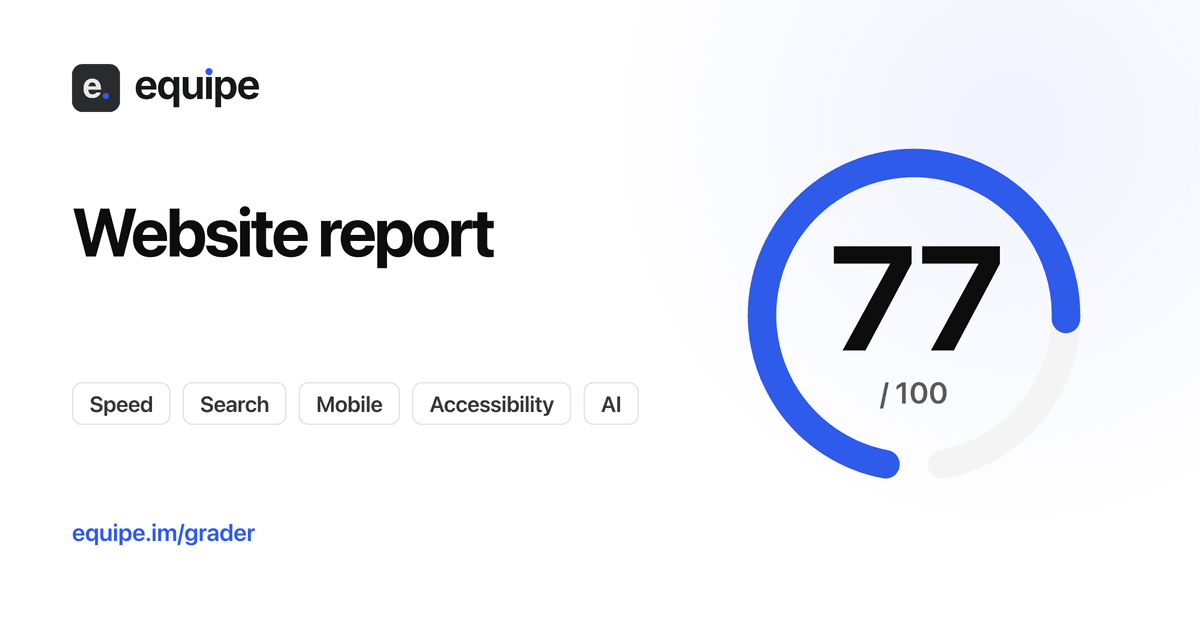 e. equipe
Website report
77
/ 100
Speed Search Mobile Accessibility AI
equipe.im/grader